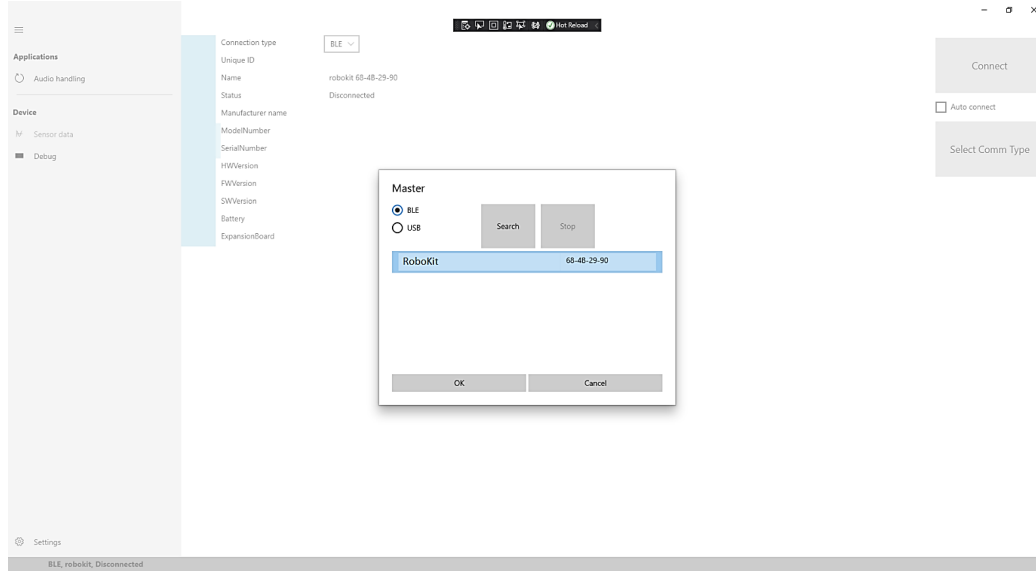 Hot Reload
Applications
Audio handling
Device
Sensor data
Debug
Settings
Connection type BLE
Unique ID
Name robokit 68-4B-29-90
Status Disconnected
Manufacturer name
ModelNumber
SerialNumber
HWVersion
FWVersion
SWVersion
Battery
ExpansionBoard
Master
BLE
USB
Search
Stop
RoboKit 68-4B-29-90
OK
Cancel
Connect
Auto connect
Select Comm Type
BLE, robokit, Disconnected